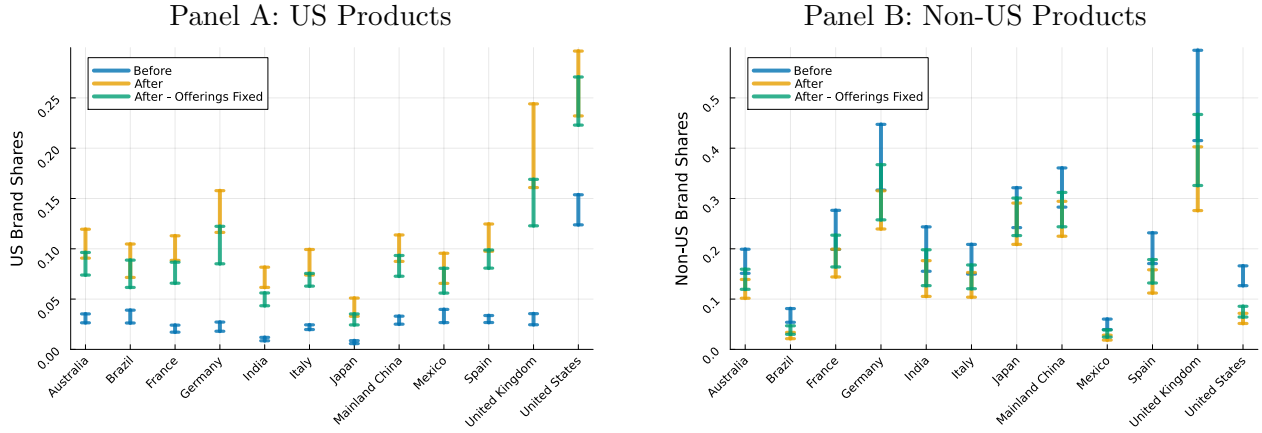 Panel A: US Products
US Brand Shares
0.25
0.20
0.15
0.10
0.05
0.00
Before
After
After - Offerings Fixed
Australia
Brazil
France
Germany
India
Italy
Japan
Mainland China
Mexico
Spain
United Kingdom
United States
Panel B: Non-US Products
Non-US Brand Shares
0.5
0.4
0.3
0.2
0.1
0.0
Before
After
After - Offerings Fixed
Australia
Brazil
France
Germany
India
Italy
Japan
Mainland China
Mexico
Spain
United Kingdom
United States